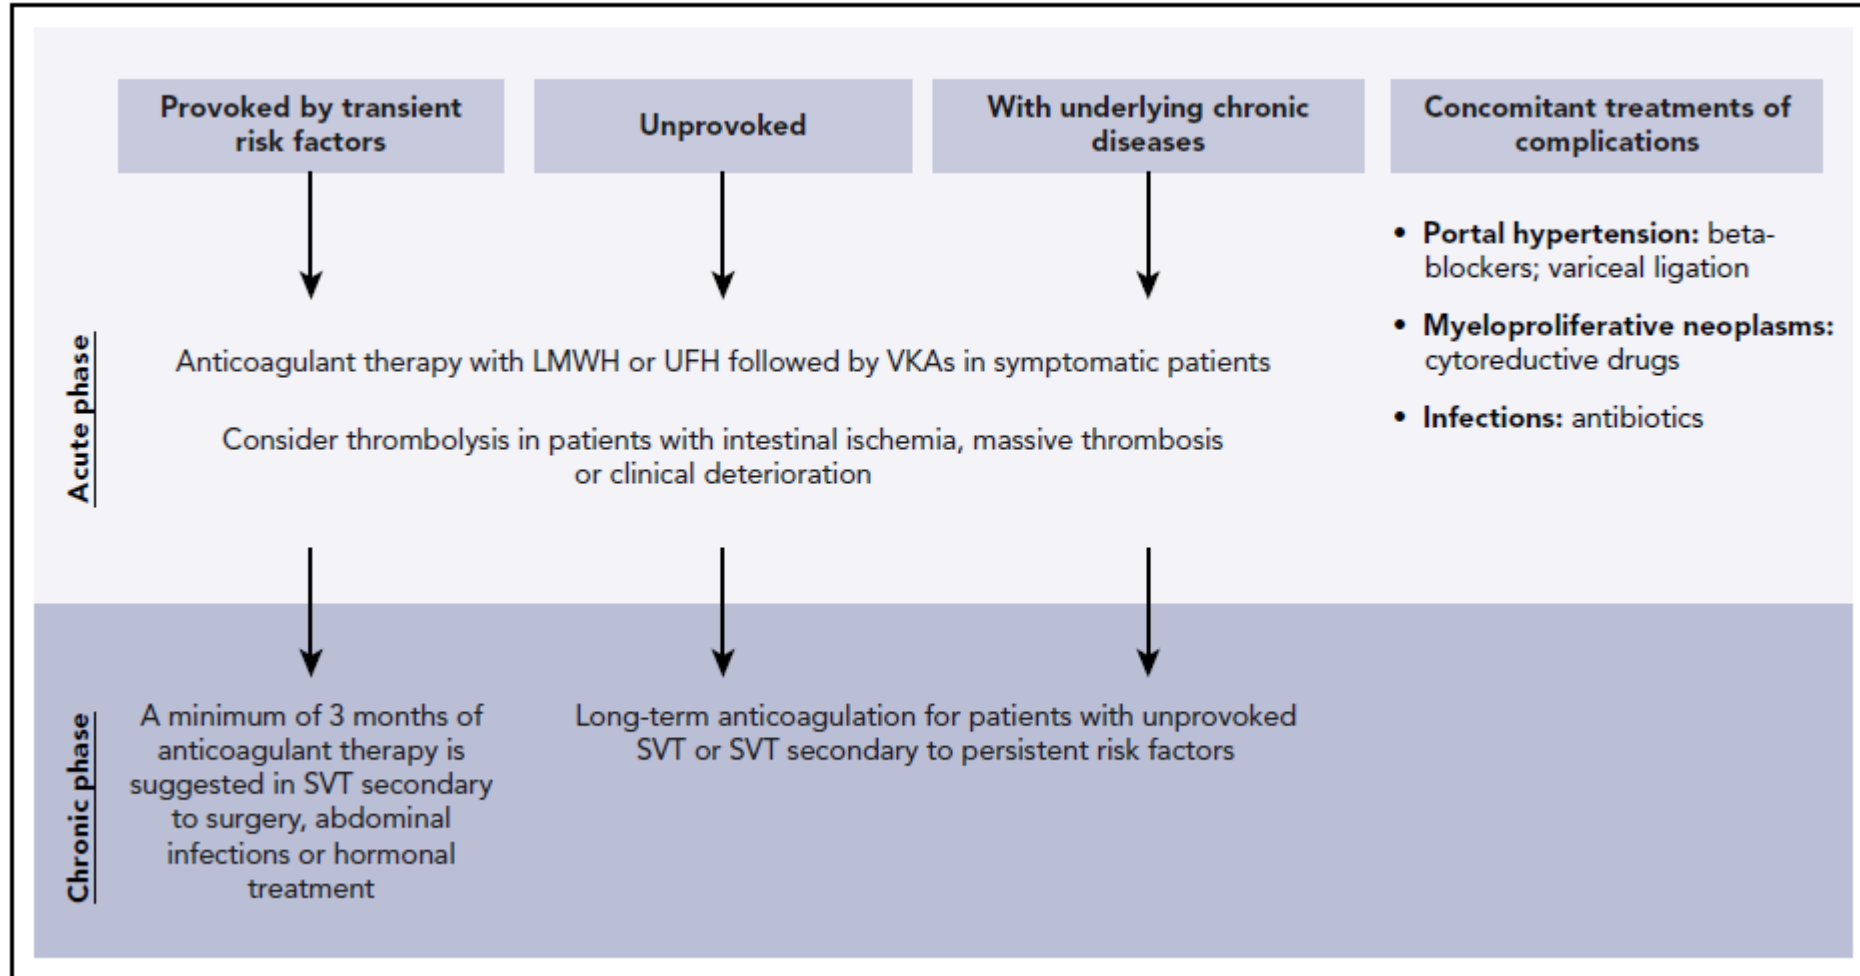 Provoked by transient
risk factors
Unprovoked
With underlying chronic
diseases
Concomitant treatments of
complications
• Portal hypertension: beta-
blockers; variceal ligation
• Myeloproliferative neoplasms:
cytoreductive drugs
• Infections: antibiotics
Acute phase
Anticoagulant therapy with LMWH or UFH followed by VKAs in symptomatic patients
Consider thrombolysis in patients with intestinal ischemia, massive thrombosis
or clinical deterioration
Chronic phase
A minimum of 3 months of
anticoagulant therapy is
suggested in SVT secondary
to surgery, abdominal
infections or hormonal
treatment
Long-term anticoagulation for patients with unprovoked
SVT or SVT secondary to persistent risk factors